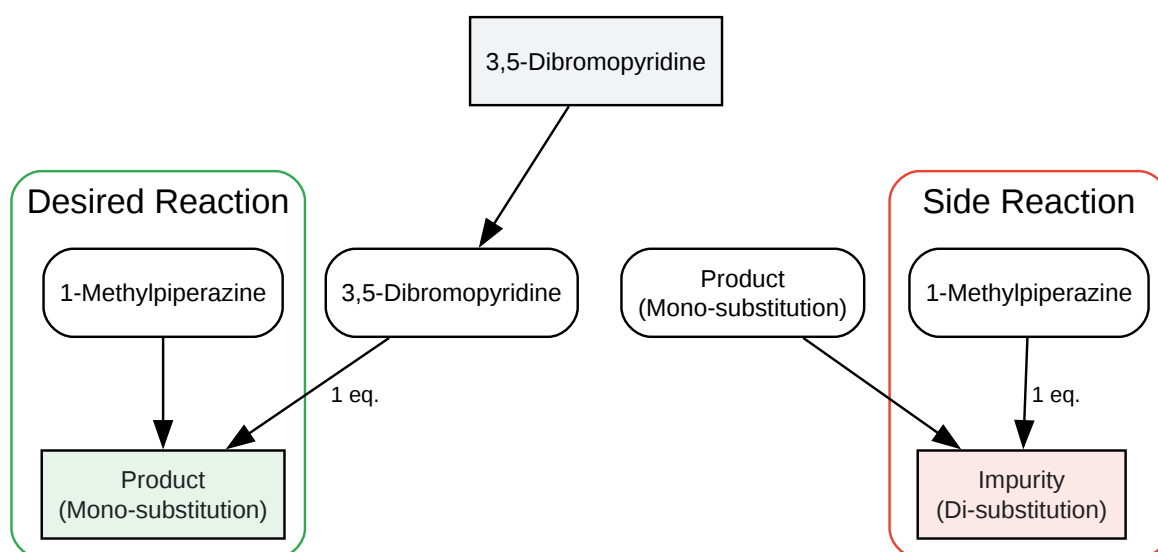 3,5-Dibromopyridine
Desired Reaction
Side Reaction
1-Methylpiperazine
3,5-Dibromopyridine
Product
(Mono-substitution)
1-Methylpiperazine
1 eq.
1 eq.
Product
(Mono-substitution)
Impurity
(Di-substitution)